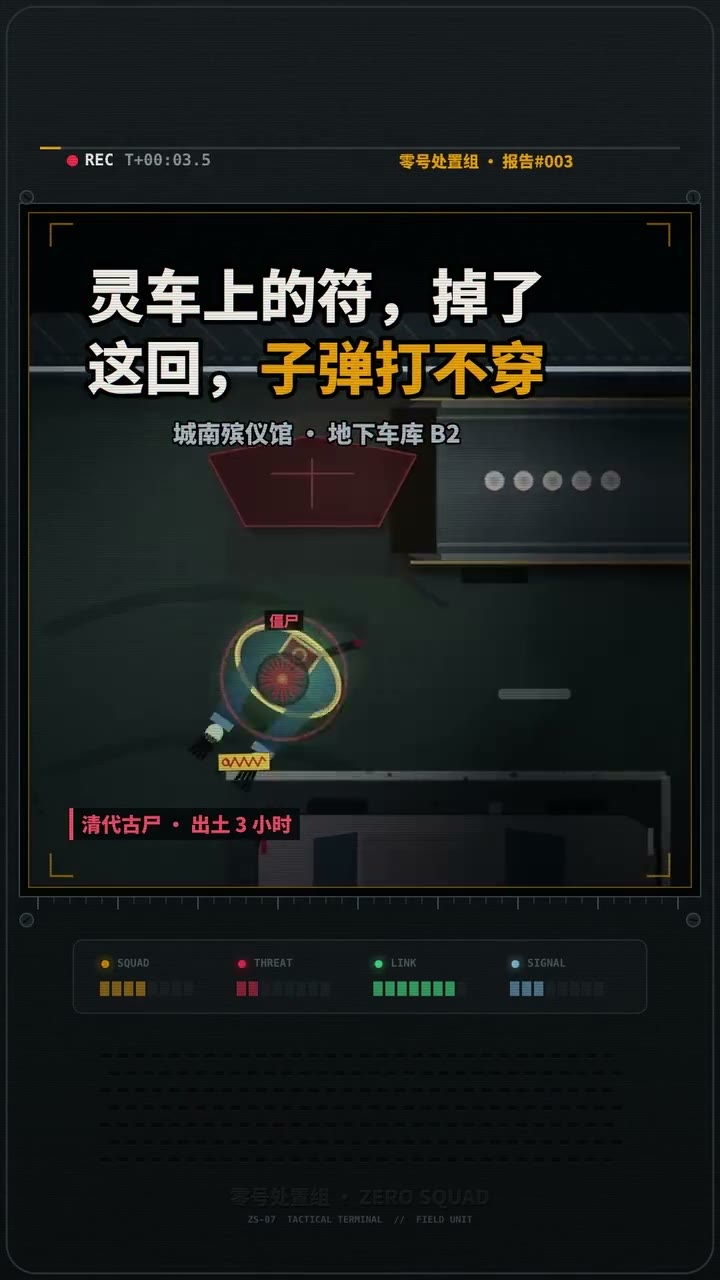 REC T+00:03.5
零号处置组 · 报告#003
灵车上的符，掉了
这回，子弹打不穿
城南殡仪馆 · 地下车库 B2
僵尸
清代古尸 · 出土 3 小时
SQUAD
THREAT
LINK
SIGNAL
零号处置组 · ZERO SQUAD
ZS-07 TACTICAL TERMINAL // FIELD UNIT